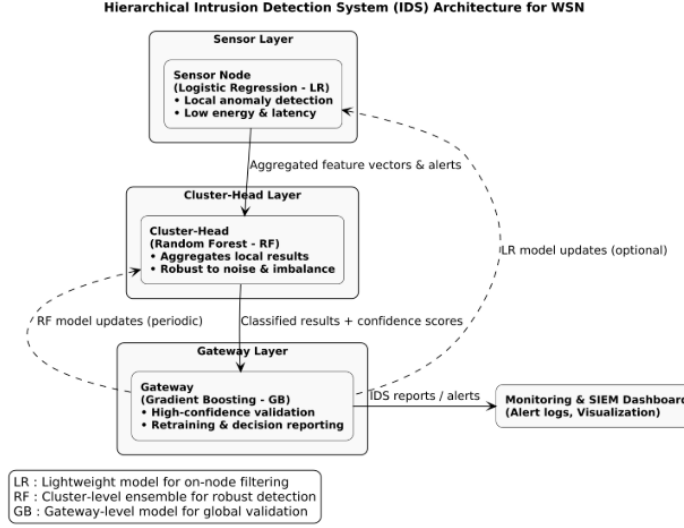 Hierarchical Intrusion Detection System (IDS) Architecture for WSN
Sensor Layer
Sensor Node
(Logistic Regression - LR)
• Local anomaly detection
• Low energy & latency
Aggregated feature vectors & alerts
Cluster-Head Layer
Cluster-Head
(Random Forest - RF)
• Aggregates local results
• Robust to noise & imbalance
LR model updates (optional)
RF model updates (periodic)
Classified results + confidence scores
Gateway Layer
Gateway
(Gradient Boosting - GB)
• High-confidence validation
• Retraining & decision reporting
IDS reports / alerts
Monitoring & SIEM Dashboard
(Alert logs, Visualization)
LR : Lightweight model for on-node filtering
RF : Cluster-level ensemble for robust detection
GB : Gateway-level model for global validation